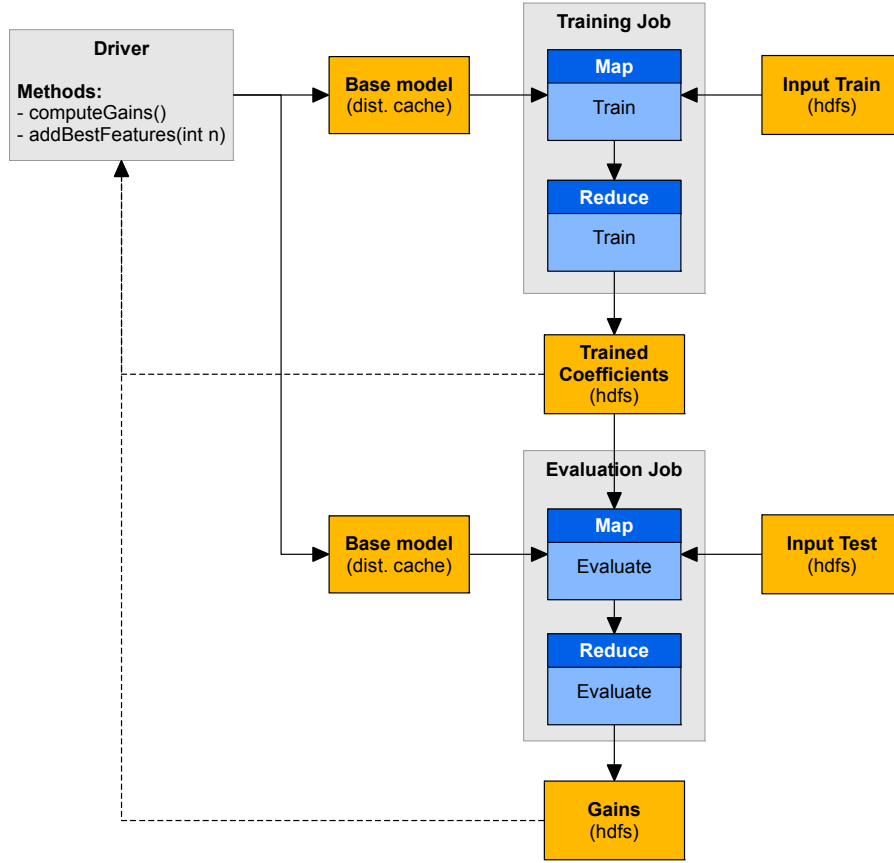 Driver
Methods:
- computeGains()
- addBestFeatures(int n)
Base model
(dist. cache)
Training Job
Map
Train
Reduce
Train
Input Train
(hdfs)
Trained
Coefficients
(hdfs)
Evaluation Job
Base model
(dist. cache)
Map
Evaluate
Reduce
Evaluate
Input Test
(hdfs)
Gains
(hdfs)